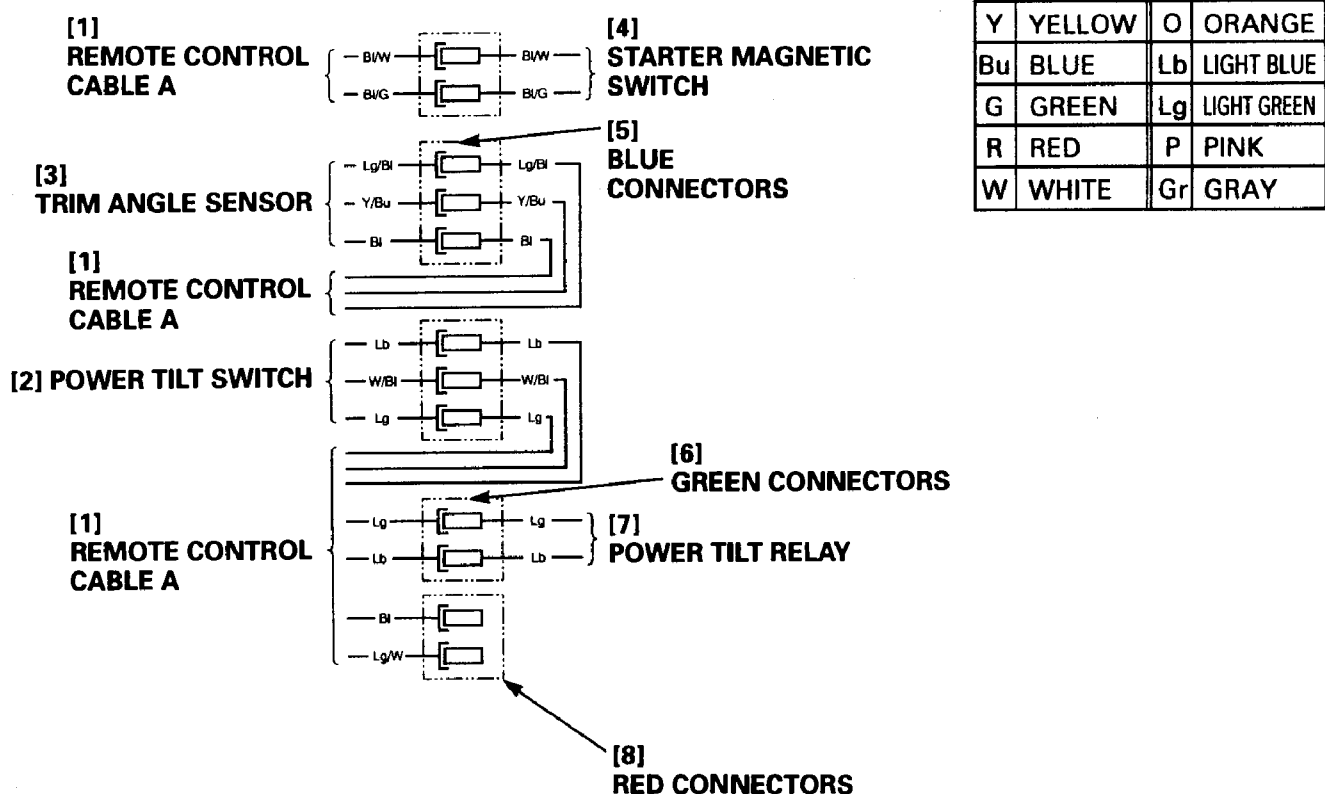 [1]
REMOTE CONTROL
CABLE A
Bl/W
Bl/W
Bl/G
Bl/G
[4]
STARTER MAGNETIC
SWITCH
[5]
BLUE
CONNECTORS
[3]
TRIM ANGLE SENSOR
Lg/Bl
Lg/Bl
Y/Bu
Y/Bu
Bl
Bl
[1]
REMOTE CONTROL
CABLE A
[2] POWER TILT SWITCH
Lb
Lb
W/Bl
W/Bl
Lg
Lg
[6]
GREEN CONNECTORS
[1]
REMOTE CONTROL
CABLE A
Lg
Lg
Lb
Lb
[7]
POWER TILT RELAY
Bl
Lg/W
[8]
RED CONNECTORS
Y YELLOW O ORANGE
Bu BLUE Lb LIGHT BLUE
G GREEN Lg LIGHT GREEN
R RED P PINK
W WHITE Gr GRAY